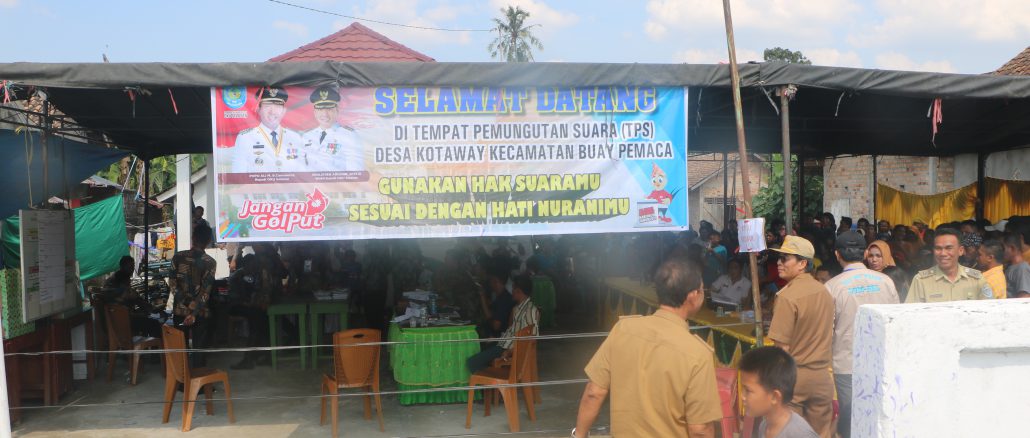 SELAMAT DATANG
DI TEMPAT PEMUNGUTAN SUARA (TPS)
DESA KOTAWAY KECAMATAN BUAY PEMACA
GUNAKAN HAK SUARAMU
SESUAI DENGAN HATI NURANIMU
Jangan
GolPut